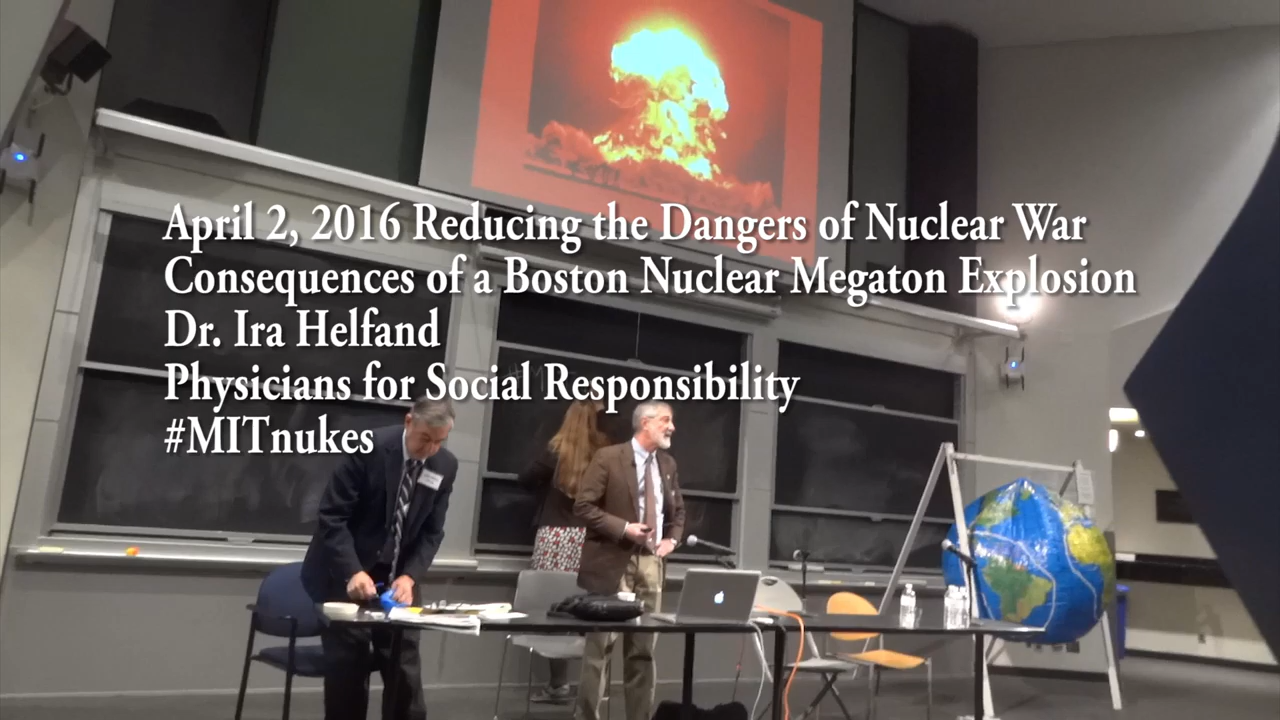 April 2, 2016 Reducing the Dangers of Nuclear War
Consequences of a Boston Nuclear Megaton Explosion
Dr. Ira Helfand
Physicians for Social Responsibility
#MITnukes